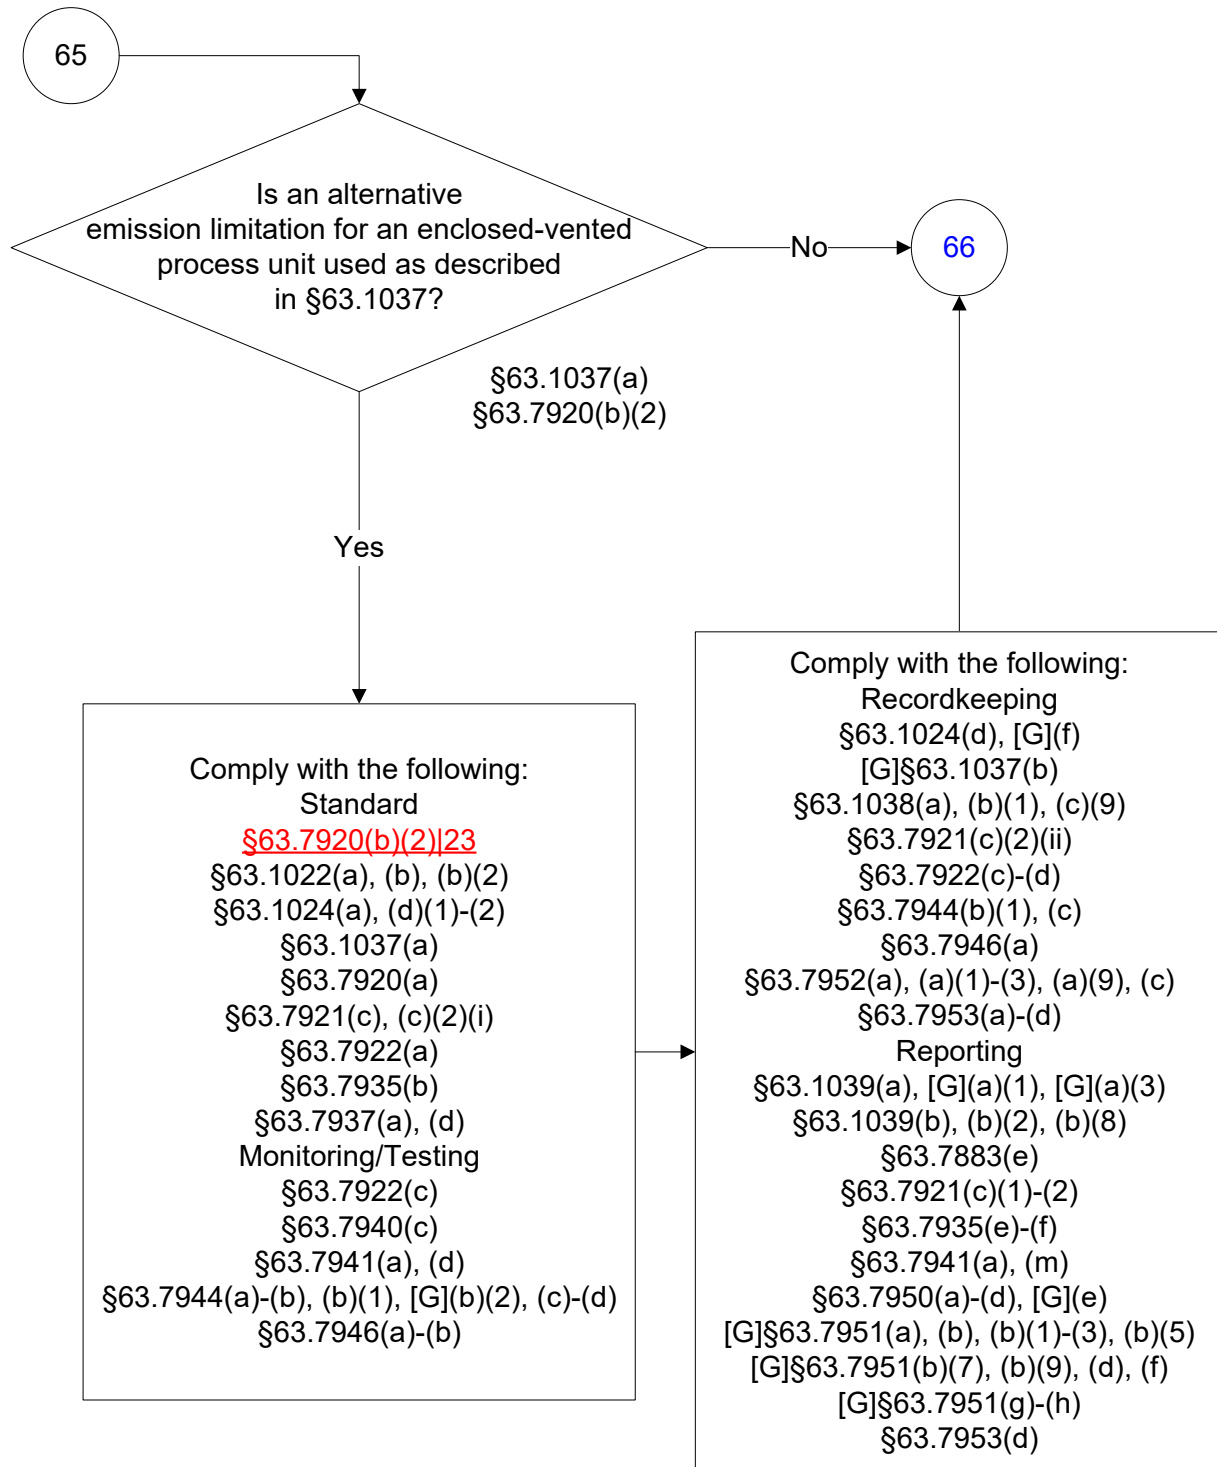 65
Is an alternative
emission limitation for an enclosed-vented
process unit used as described
in §63.1037?
No
66
§63.1037(a)
§63.7920(b)(2)
Yes
Comply with the following:
Standard
§63.7920(b)(2)|23
§63.1022(a), (b), (b)(2)
§63.1024(a), (d)(1)-(2)
§63.1037(a)
§63.7920(a)
§63.7921(c), (c)(2)(i)
§63.7922(a)
§63.7935(b)
§63.7937(a), (d)
Monitoring/Testing
§63.7922(c)
§63.7940(c)
§63.7941(a), (d)
§63.7944(a)-(b), (b)(1), [G](b)(2), (c)-(d)
§63.7946(a)-(b)
Comply with the following:
Recordkeeping
§63.1024(d), [G](f)
[G]§63.1037(b)
§63.1038(a), (b)(1), (c)(9)
§63.7921(c)(2)(ii)
§63.7922(c)-(d)
§63.7944(b)(1), (c)
§63.7946(a)
§63.7952(a), (a)(1)-(3), (a)(9), (c)
§63.7953(a)-(d)
Reporting
§63.1039(a), [G](a)(1), [G](a)(3)
§63.1039(b), (b)(2), (b)(8)
§63.7883(e)
§63.7921(c)(1)-(2)
§63.7935(e)-(f)
§63.7941(a), (m)
§63.7950(a)-(d), [G](e)
[G]§63.7951(a), (b), (b)(1)-(3), (b)(5)
[G]§63.7951(b)(7), (b)(9), (d), (f)
[G]§63.7951(g)-(h)
§63.7953(d)